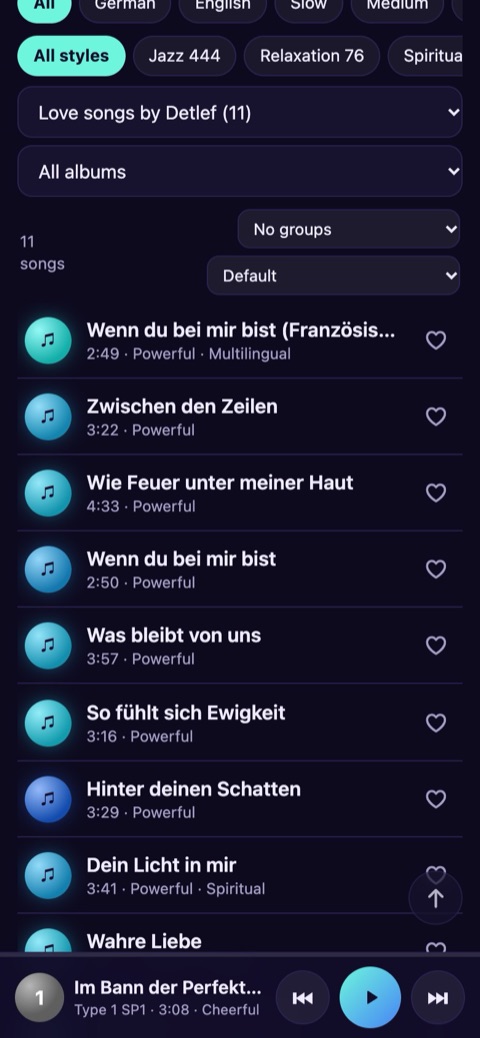 All German English Slow Medium
All styles Jazz 444 Relaxation 76 Spiritua
Love songs by Detlef (11)
All albums
11
songs
No groups
Default
Wenn du bei mir bist (Französis...
2:49 · Powerful · Multilingual
Zwischen den Zeilen
3:22 · Powerful
Wie Feuer unter meiner Haut
4:33 · Powerful
Wenn du bei mir bist
2:50 · Powerful
Was bleibt von uns
3:57 · Powerful
So fühlt sich Ewigkeit
3:16 · Powerful
Hinter deinen Schatten
3:29 · Powerful
Dein Licht in mir
3:41 · Powerful · Spiritual
Wahre Liebe
1
Im Bann der Perfekt...
Type 1 SP1 · 3:08 · Cheerful